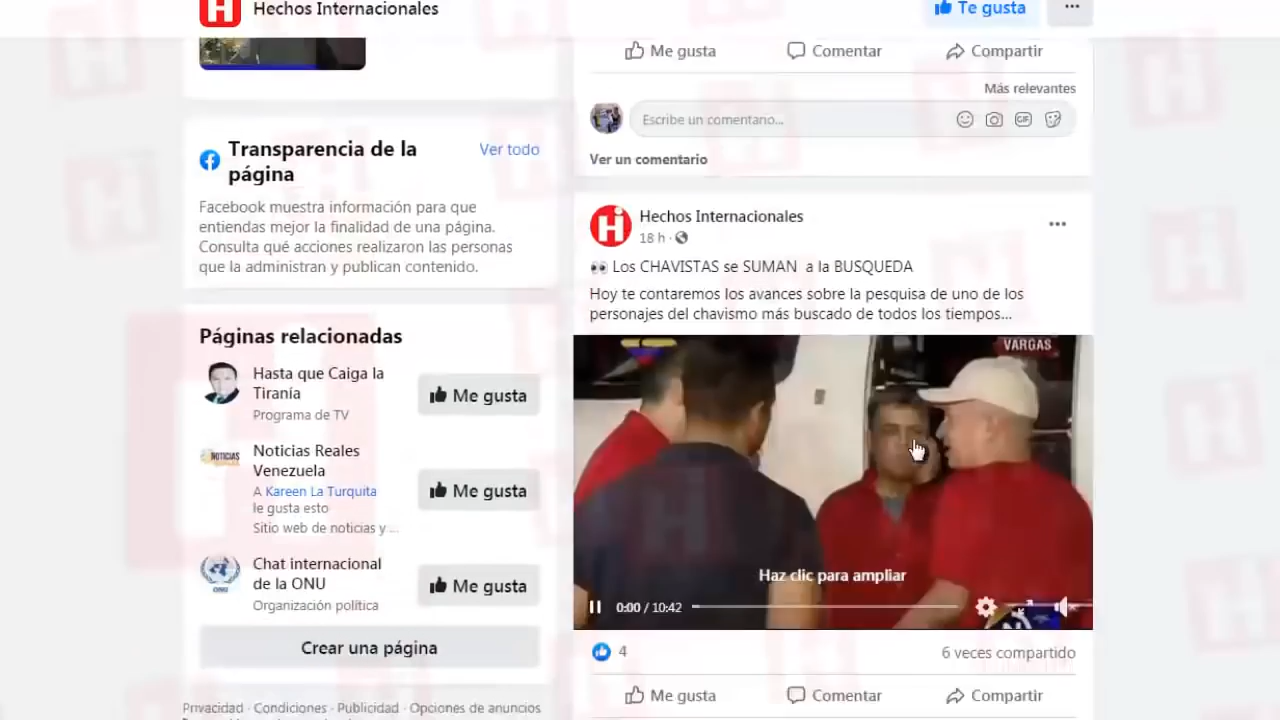 Hechos Internacionales
Te gusta
Me gusta
Comentar
Compartir
Más relevantes
Escribe un comentario...
GIF
Ver un comentario
Transparencia de la
página
Ver todo
Facebook muestra información para que
entiendas mejor la finalidad de una página.
Consulta qué acciones realizaron las personas
que la administran y publican contenido.
Páginas relacionadas
Hasta que Caiga la
Tiranía
Programa de TV
Me gusta
NOTICIAS
Noticias Reales
Venezuela
A Kareen La Turquita
le gusta esto
Sitio web de noticias y ...
Me gusta
ONU
Chat internacional
de la ONU
Organización política
Me gusta
Crear una página
Privacidad · Condiciones · Publicidad · Opciones de anuncios
Hi
Hechos Internacionales
18 h ·
Los CHAVISTAS se SUMAN a la BUSQUEDA
Hoy te contaremos los avances sobre la pesquisa de uno de los
personajes del chavismo más buscado de todos los tiempos...
VARGAS
Haz clic para ampliar
0:00 / 10:42
4
6 veces compartido
Me gusta
Comentar
Compartir